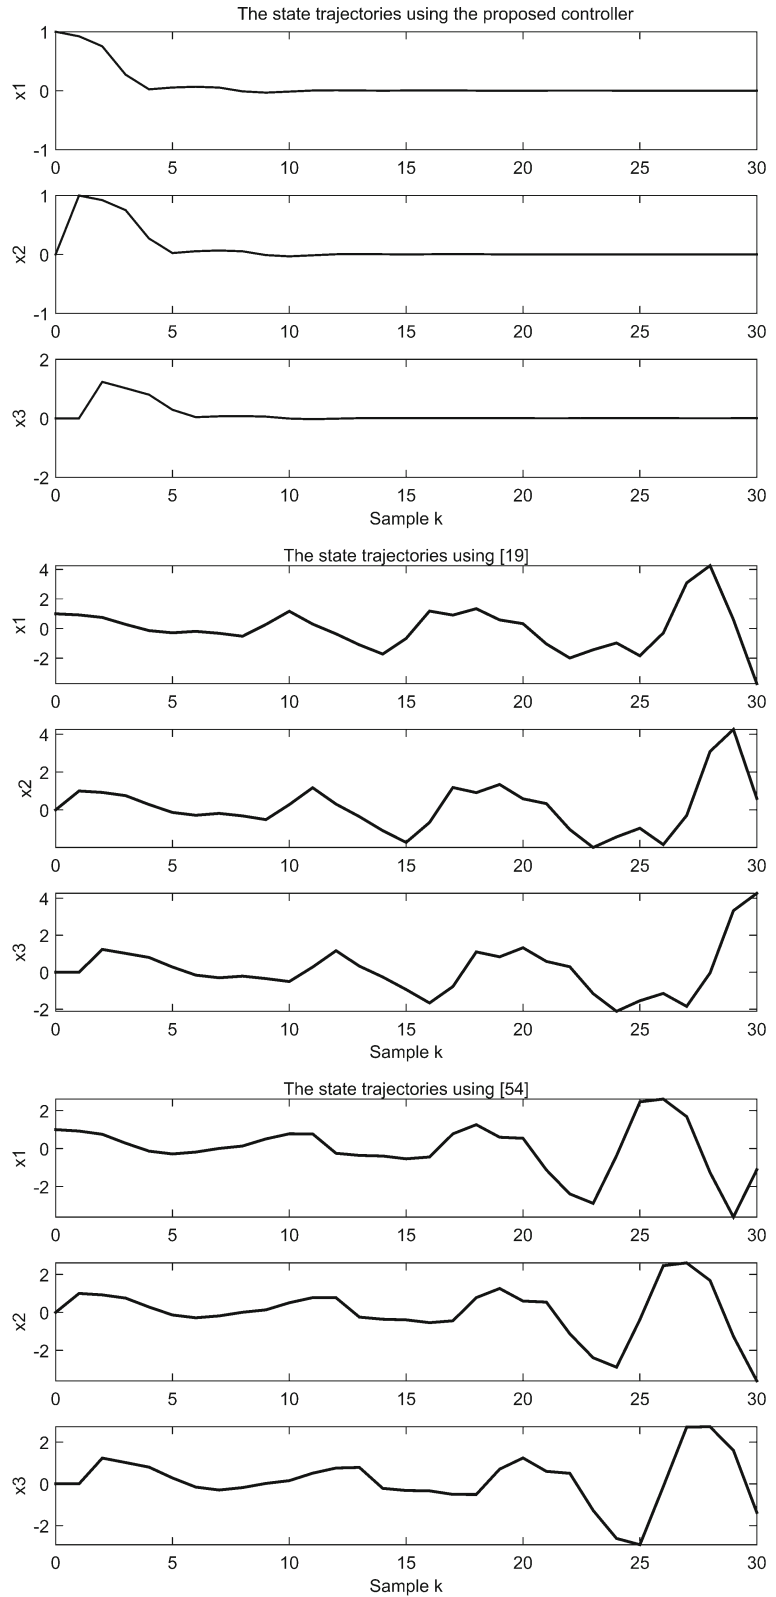 The state trajectories using the proposed controller
1
0
-1
x1
0 5 10 15 20 25 30
1
0
-1
x2
0 5 10 15 20 25 30
2
0
-2
x3
0 5 10 15 20 25 30
Sample k
The state trajectories using [19]
4
2
0
-2
x1
0 5 10 15 20 25 30
4
2
0
x2
0 5 10 15 20 25 30
4
2
0
-2
x3
0 5 10 15 20 25 30
Sample k
The state trajectories using [54]
2
0
-2
x1
0 5 10 15 20 25 30
2
0
-2
x2
0 5 10 15 20 25 30
2
0
-2
x3
0 5 10 15 20 25 30
Sample k